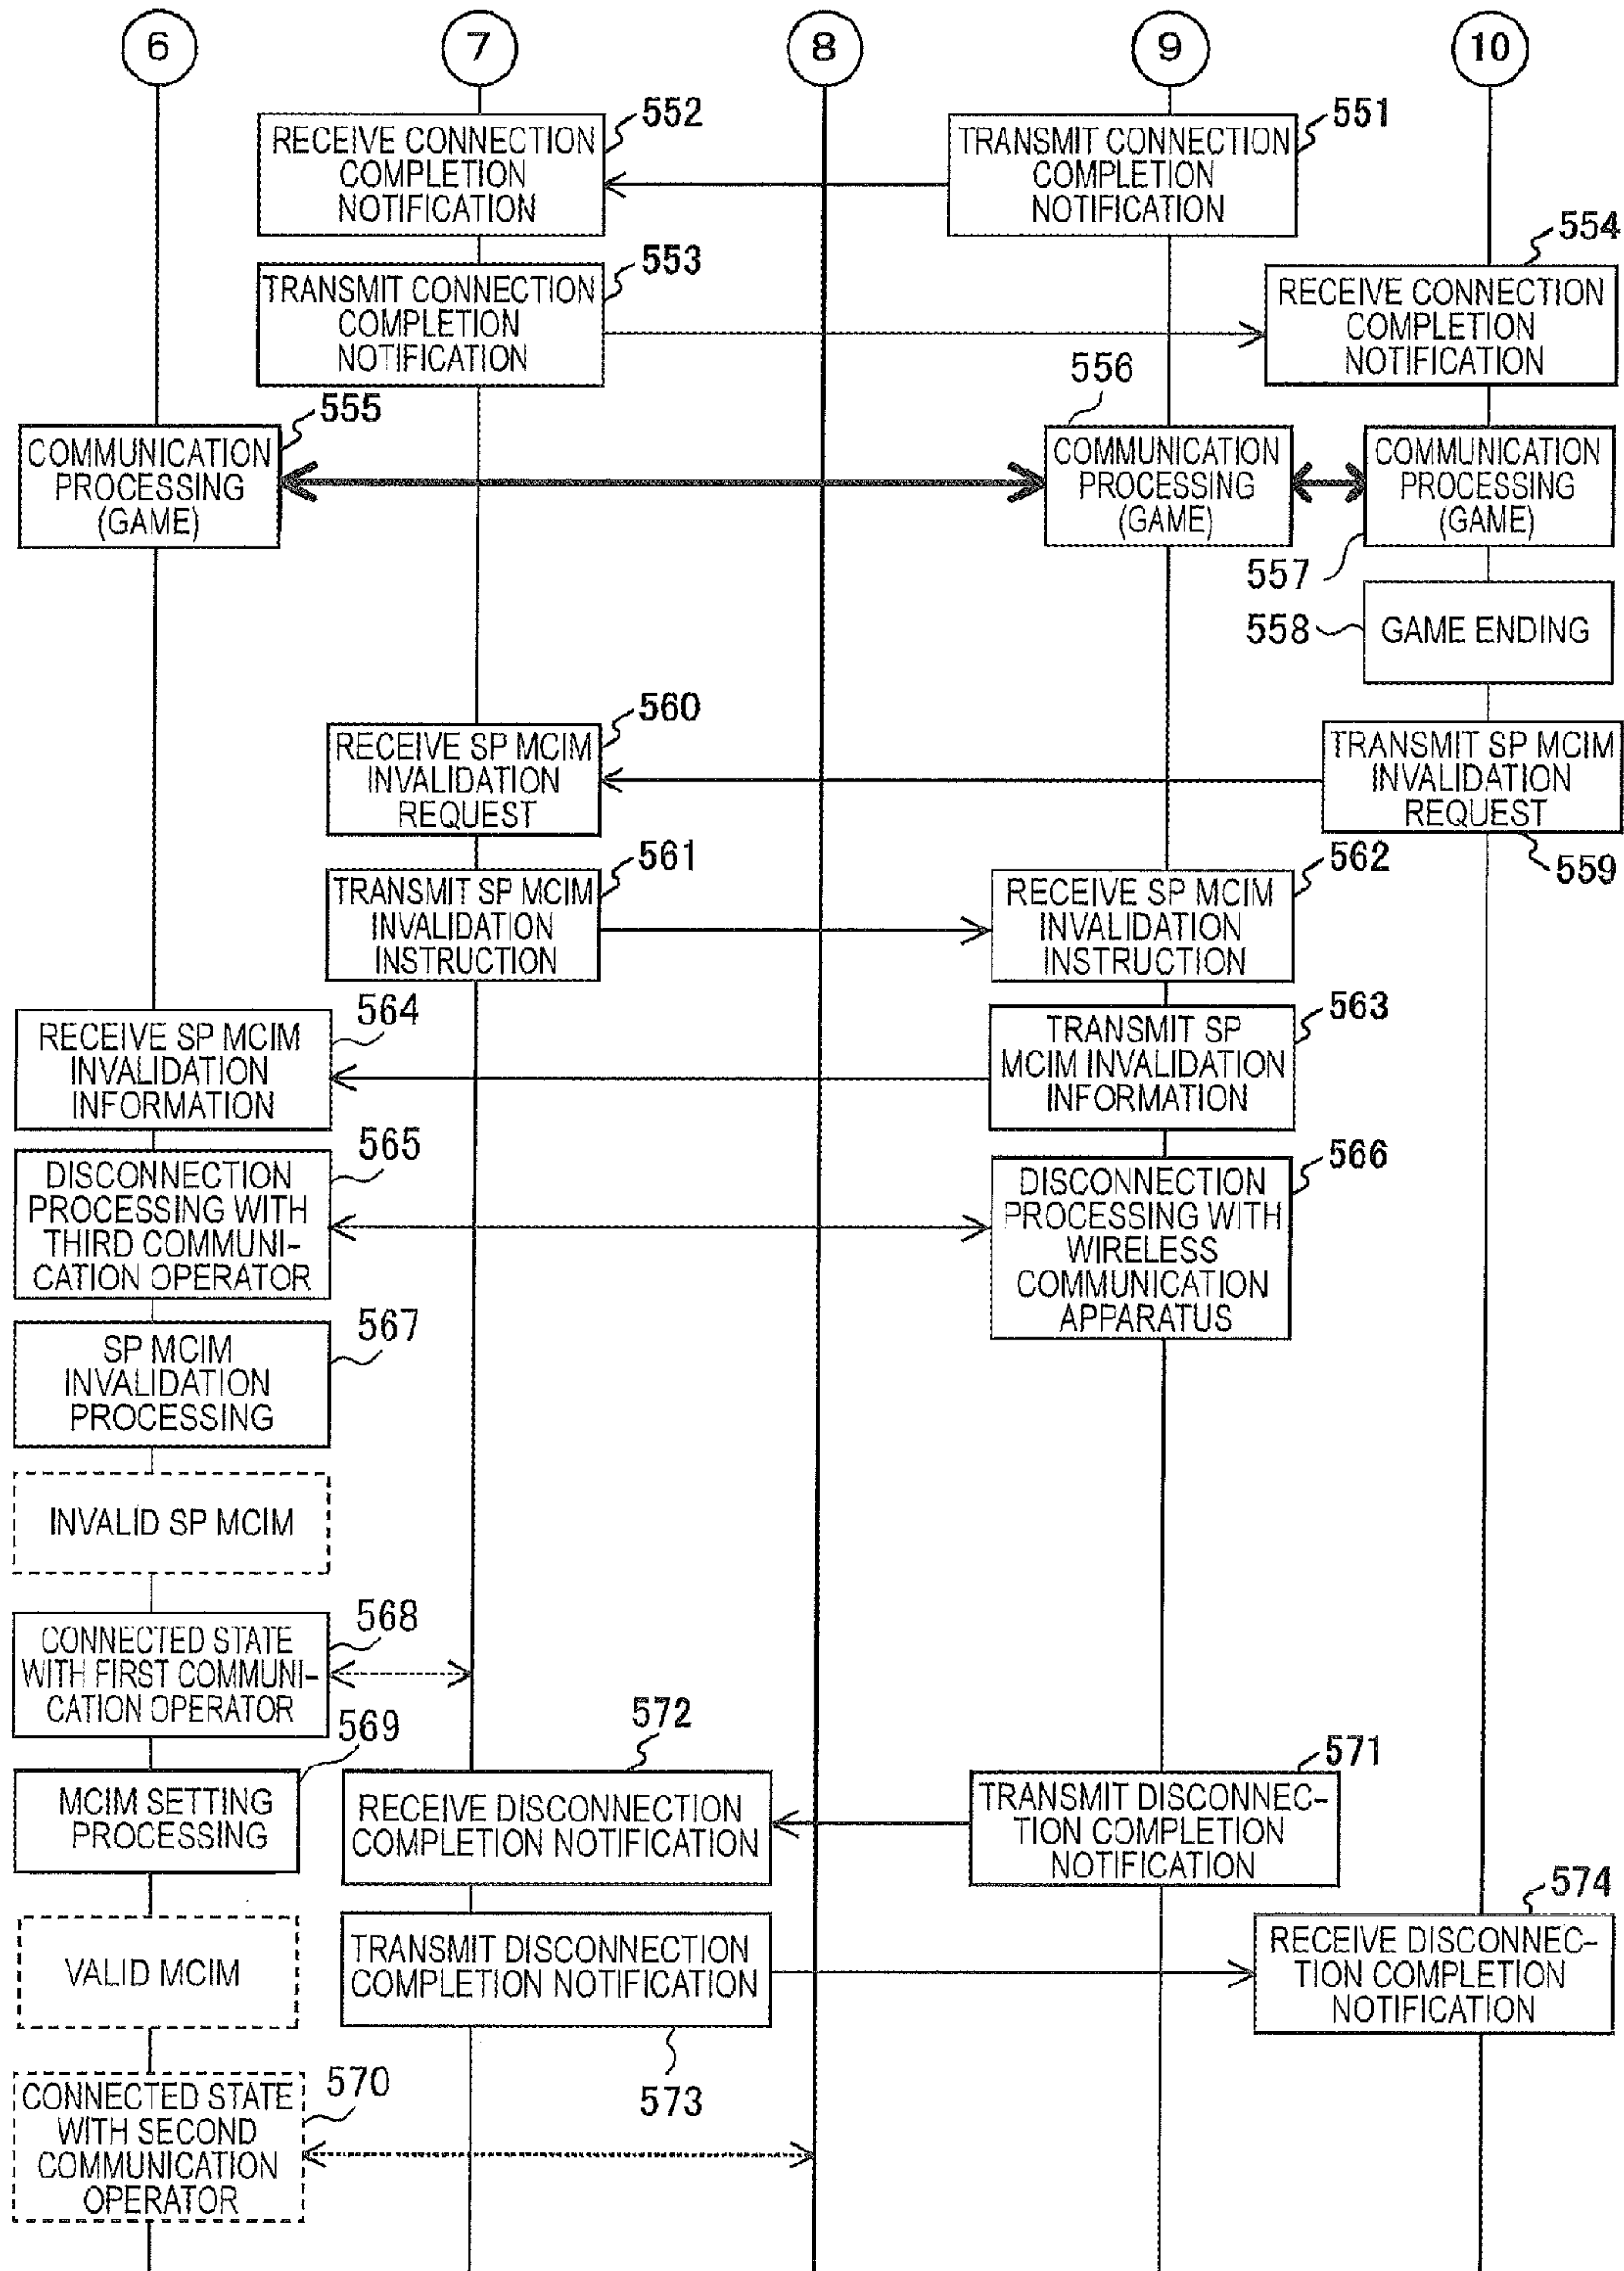 6
7
8
9
10
552
RECEIVE CONNECTION
COMPLETION
NOTIFICATION
551
TRANSMIT CONNECTION
COMPLETION
NOTIFICATION
553
TRANSMIT CONNECTION
COMPLETION
NOTIFICATION
554
RECEIVE CONNECTION
COMPLETION
NOTIFICATION
555
COMMUNICATION
PROCESSING
(GAME)
556
COMMUNICATION
PROCESSING
(GAME)
COMMUNICATION
PROCESSING
(GAME)
557
558
GAME ENDING
560
RECEIVE SP MCIM
INVALIDATION
REQUEST
TRANSMIT SP MCIM
INVALIDATION
REQUEST
559
561
TRANSMIT SP MCIM
INVALIDATION
INSTRUCTION
562
RECEIVE SP MCIM
INVALIDATION
INSTRUCTION
564
RECEIVE SP MCIM
INVALIDATION
INFORMATION
563
TRANSMIT SP
MCIM INVALIDATION
INFORMATION
565
DISCONNECTION
PROCESSING WITH
THIRD COMMUNI-
CATION OPERATOR
566
DISCONNECTION
PROCESSING WITH
WIRELESS
COMMUNICATION
APPARATUS
567
SP MCIM
INVALIDATION
PROCESSING
INVALID SP MCIM
568
CONNECTED STATE
WITH FIRST COMMUNI-
CATION OPERATOR
569
MCIM SETTING
PROCESSING
572
RECEIVE DISCONNECTION
COMPLETION NOTIFICATION
571
TRANSMIT DISCONNEC-
TION COMPLETION
NOTIFICATION
VALID MCIM
TRANSMIT DISCONNECTION
COMPLETION NOTIFICATION
573
574
RECEIVE DISCONNEC-
TION COMPLETION
NOTIFICATION
570
CONNECTED STATE
WITH SECOND
COMMUNICATION
OPERATOR